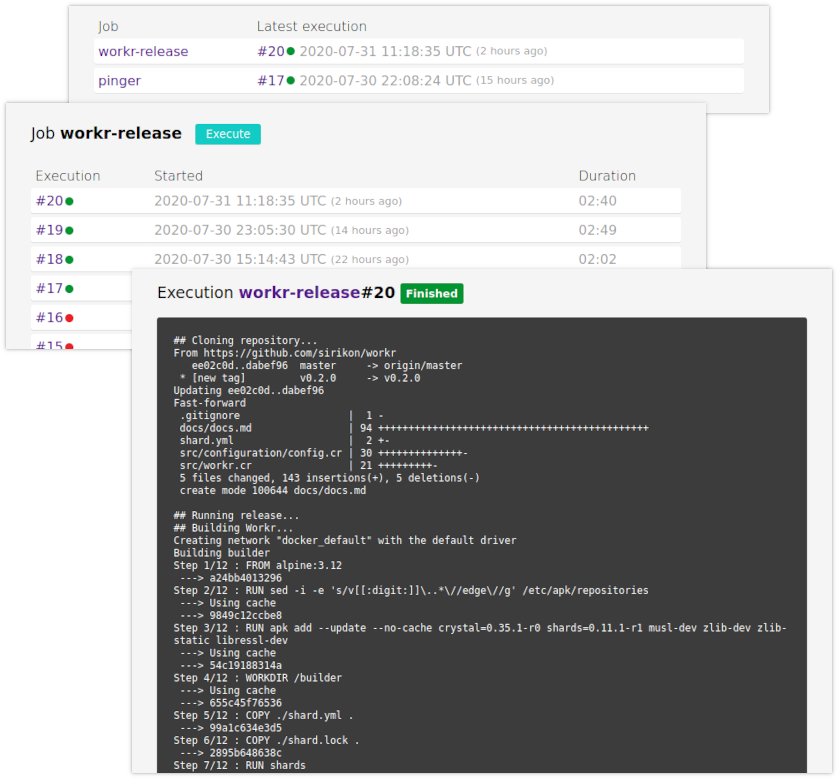 Job Latest execution
workr-release #20 2020-07-31 11:18:35 UTC (2 hours ago)
pinger #17 2020-07-30 22:08:24 UTC (15 hours ago)
Job workr-release Execute
Execution Started Duration
#20 2020-07-31 11:18:35 UTC (2 hours ago) 02:40
#19 2020-07-30 23:05:30 UTC (14 hours ago) 02:49
#18 2020-07-30 15:14:43 UTC (22 hours ago) 02:02
#17
#16
#15
Execution workr-release#20 Finished
## Cloning repository...
From https://github.com/sirikon/workr
   ee02c0d..dabef96  master     -> origin/master
 * [new tag]         v0.2.0     -> v0.2.0
Updating ee02c0d..dabef96
Fast-forward
 .gitignore                  |  1 -
 docs/docs.md                | 94 +++++++++++++++++++++++++++++++++++++++++++++
 shard.yml                   |  2 +-
 src/configuration/config.cr | 30 ++++++++++++++-
 src/workr.cr                | 21 +++++++++-
 5 files changed, 143 insertions(+), 5 deletions(-)
 create mode 100644 docs/docs.md
## Running release...
## Building Workr...
Creating network "docker_default" with the default driver
Building builder
Step 1/12 : FROM alpine:3.12
 ---> a24bb4013296
Step 2/12 : RUN sed -i -e 's/v[[:digit:]]\..*\//edge\//g' /etc/apk/repositories
 ---> Using cache
 ---> 9849c12ccbe8
Step 3/12 : RUN apk add --update --no-cache crystal=0.35.1-r0 shards=0.11.1-r1 musl-dev zlib-dev zlib-
static libressl-dev
 ---> Using cache
 ---> 54c19188314a
Step 4/12 : WORKDIR /builder
 ---> Using cache
 ---> 655c45f76536
Step 5/12 : COPY ./shard.yml .
 ---> 99a1c634e3d5
Step 6/12 : COPY ./shard.lock .
 ---> 2895b648638c
Step 7/12 : RUN shards